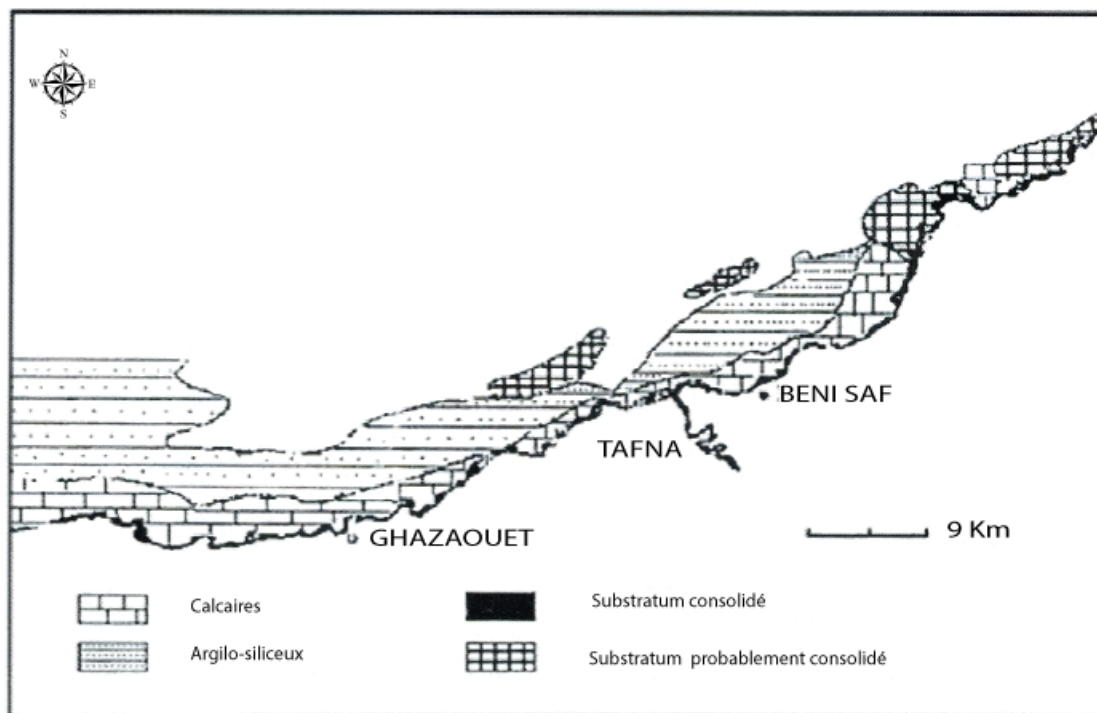 N
W E
S
BENI SAF
TAFNA
GHAZAOUET
9 Km
Calcaires
Substratum consolidé
Argilo-siliceux
Substratum probablement consolidé